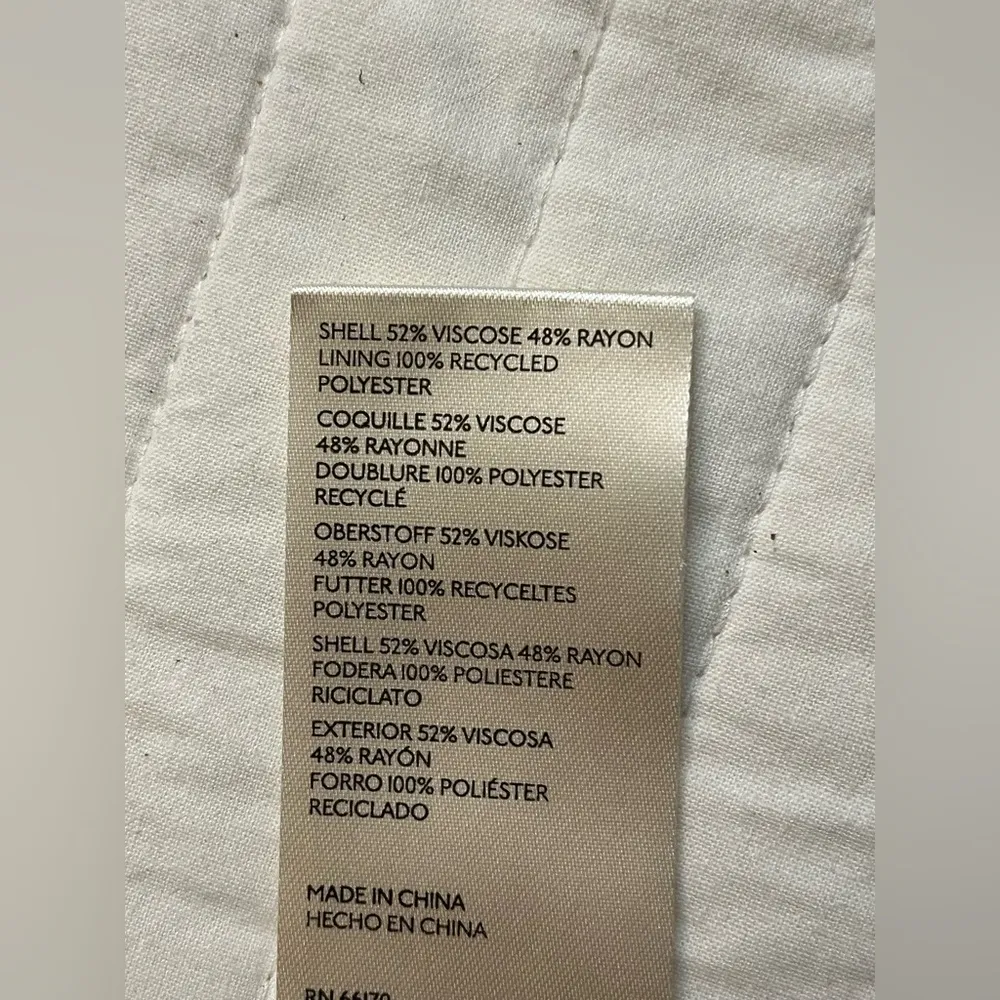 SHELL 52% VISCOSE 48% RAYON
LINING 100% RECYCLED
POLYESTER
COQUILLE 52% VISCOSE
48% RAYONNE
DOUBLURE 100% POLYESTER
RECYCLÉ
OBERSTOFF 52% VISKOSE
48% RAYON
FUTTER 100% RECYCELTES
POLYESTER
SHELL 52% VISCOSA 48% RAYON
FODERA 100% POLIESTERE
RICICLATO
EXTERIOR 52% VISCOSA
48% RAYÓN
FORRO 100% POLIÉSTER
RECICLADO
MADE IN CHINA
HECHO EN CHINA
RN 66170